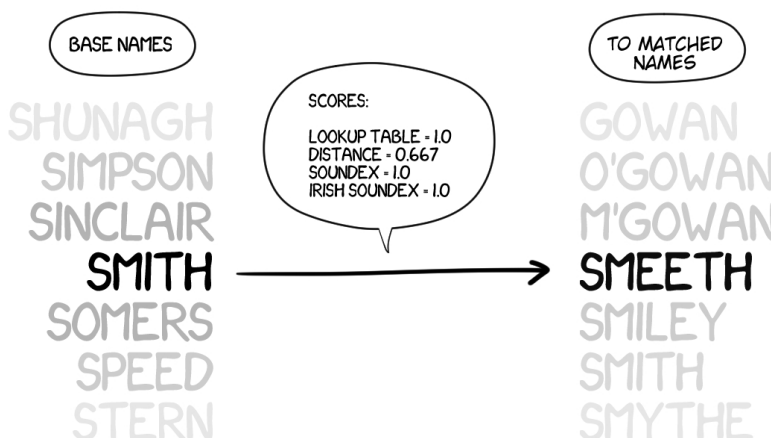 BASE NAMES
SHUNAGH
SIMPSON
SINCLAIR
SMITH
SOMERS
SPEED
STERN
SCORES:
LOOKUP TABLE = 1.0
DISTANCE = 0.667
SOUNDEX = 1.0
IRISH SOUNDEX = 1.0
TO MATCHED
NAMES
GOWAN
O'GOWAN
M'GOWAN
SMEETH
SMILEY
SMITH
SMYTHE